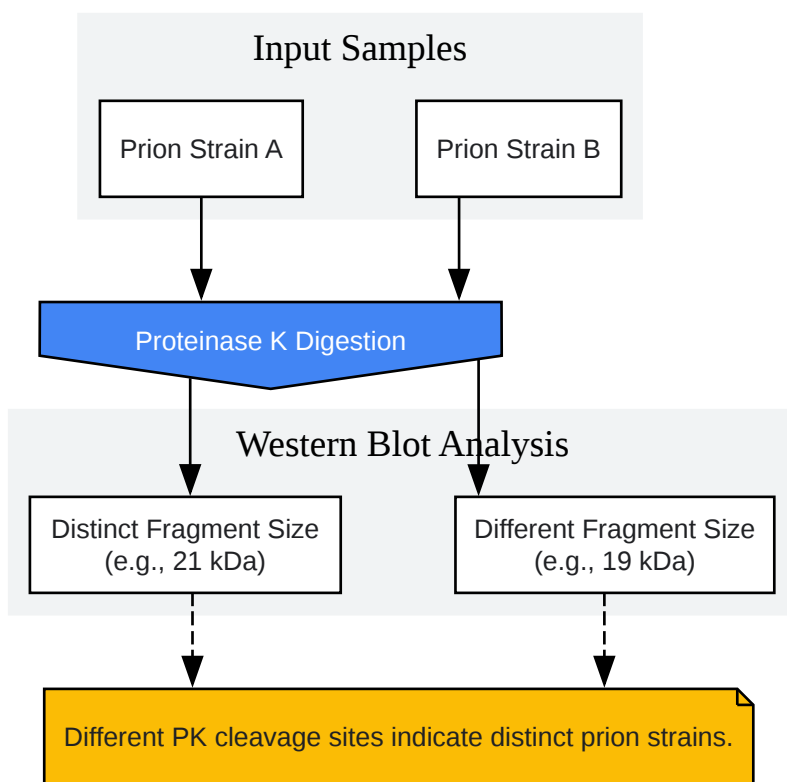 Input Samples
Prion Strain A
Prion Strain B
Proteinase K Digestion
Western Blot Analysis
Distinct Fragment Size
(e.g., 21 kDa)
Different Fragment Size
(e.g., 19 kDa)
Different PK cleavage sites indicate distinct prion strains.